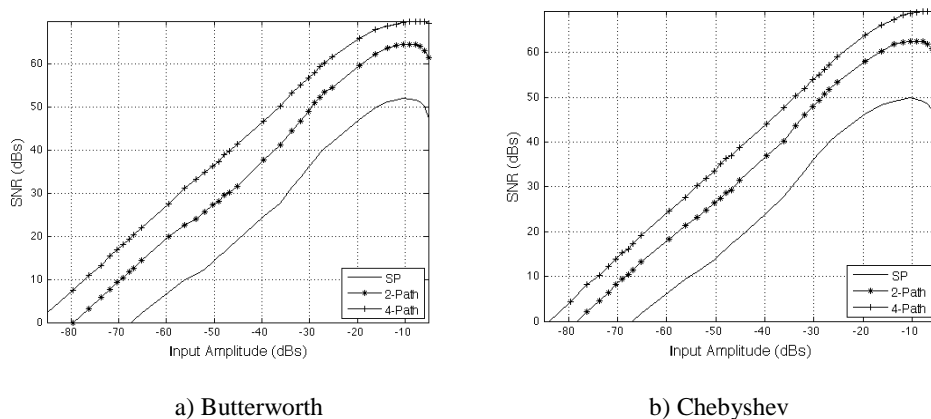 SNR (dBs)
60
50
40
30
20
10
0
-80 -70 -60 -50 -40 -30 -20 -10
Input Amplitude (dBs)
SP
2-Path
4-Path
a) Butterworth
SNR (dBs)
60
50
40
30
20
10
0
-80 -70 -60 -50 -40 -30 -20 -10
Input Amplitude (dBs)
SP
2-Path
4-Path
b) Chebyshev